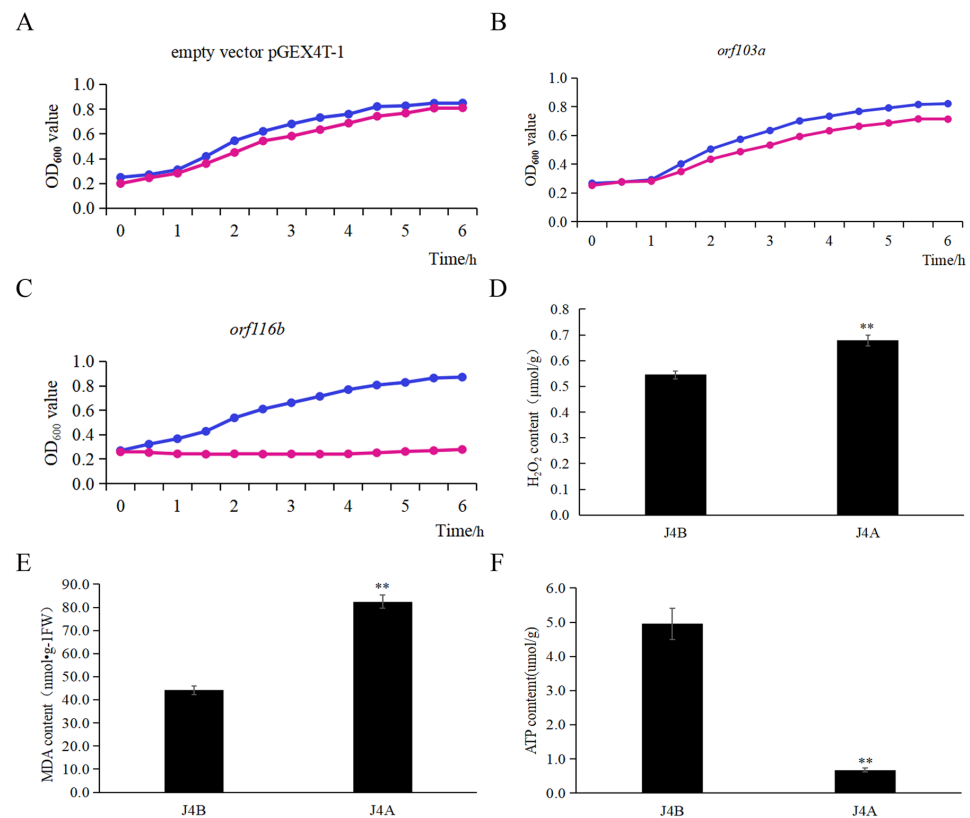 A
empty vector pGEX4T-1
OD600 value
1.0
0.8
0.6
0.4
0.2
0.0
0 1 2 3 4 5 6
Time/h
B
orf103a
OD600 value
1.0
0.8
0.6
0.4
0.2
0.0
0 1 2 3 4 5 6
Time/h
C
orf116b
OD600 value
1.0
0.8
0.6
0.4
0.2
0.0
0 1 2 3 4 5 6
Time/h
D
H2O2 content（μmol/g）
0.8
0.7
0.6
0.5
0.4
0.3
0.2
0.1
0.0
**
J4B J4A
E
MDA content（nmol•g-1FW）
90.0
80.0
70.0
60.0
50.0
40.0
30.0
20.0
10.0
0.0
**
J4B J4A
F
ATP comtemt(umol/g)
6.0
5.0
4.0
3.0
2.0
1.0
0.0
**
J4B J4A